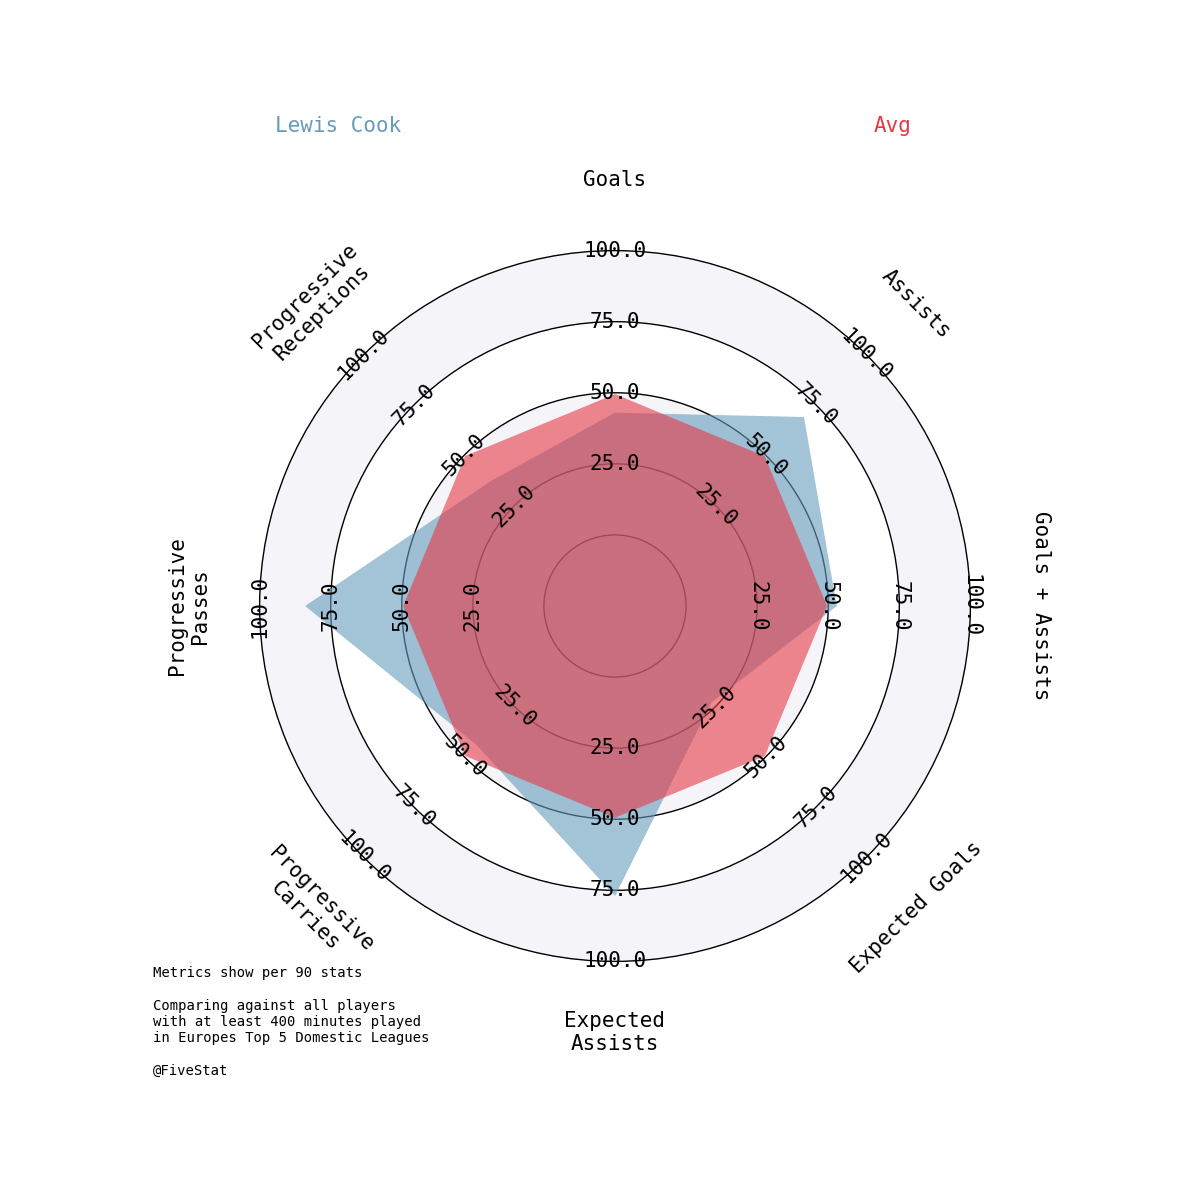 Lewis Cook
Avg
Goals
Assists
Goals + Assists
Expected Goals
Expected
Assists
Progressive
Carries
Progressive
Passes
Progressive
Receptions
25.0
50.0
75.0
100.0
25.0
50.0
75.0
100.0
25.0
50.0
75.0
100.0
25.0
50.0
75.0
100.0
25.0
50.0
75.0
100.0
25.0
50.0
75.0
100.0
25.0
50.0
75.0
100.0
25.0
50.0
75.0
100.0
Metrics show per 90 stats
Comparing against all players
with at least 400 minutes played
in Europes Top 5 Domestic Leagues
@FiveStat